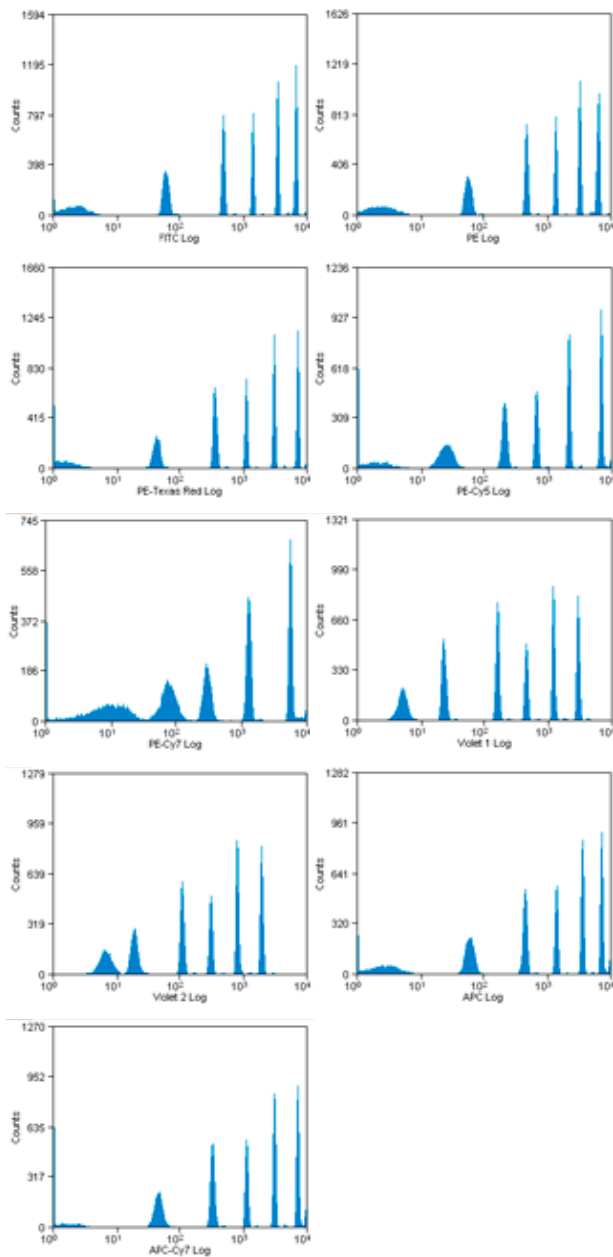 1594
1195
797
398
0
Counts
10⁰ 10¹ 10² 10³ 10⁴
FITC Log
1626
1219
813
406
0
Counts
10⁰ 10¹ 10² 10³ 10⁴
PE Log
1660
1245
830
415
0
Counts
10⁰ 10¹ 10² 10³ 10⁴
PE-Texas Red Log
1236
927
618
309
0
Counts
10⁰ 10¹ 10² 10³ 10⁴
PE-Cy5 Log
745
558
372
186
0
Counts
10⁰ 10¹ 10² 10³ 10⁴
PE-Cy7 Log
1321
990
660
330
0
Counts
10⁰ 10¹ 10² 10³ 10⁴
Violet 1 Log
1279
959
639
319
0
Counts
10⁰ 10¹ 10² 10³ 10⁴
Violet 2 Log
1282
961
641
320
0
Counts
10⁰ 10¹ 10² 10³ 10⁴
APC Log
1270
952
635
317
0
Counts
10⁰ 10¹ 10² 10³ 10⁴
APC-Cy7 Log